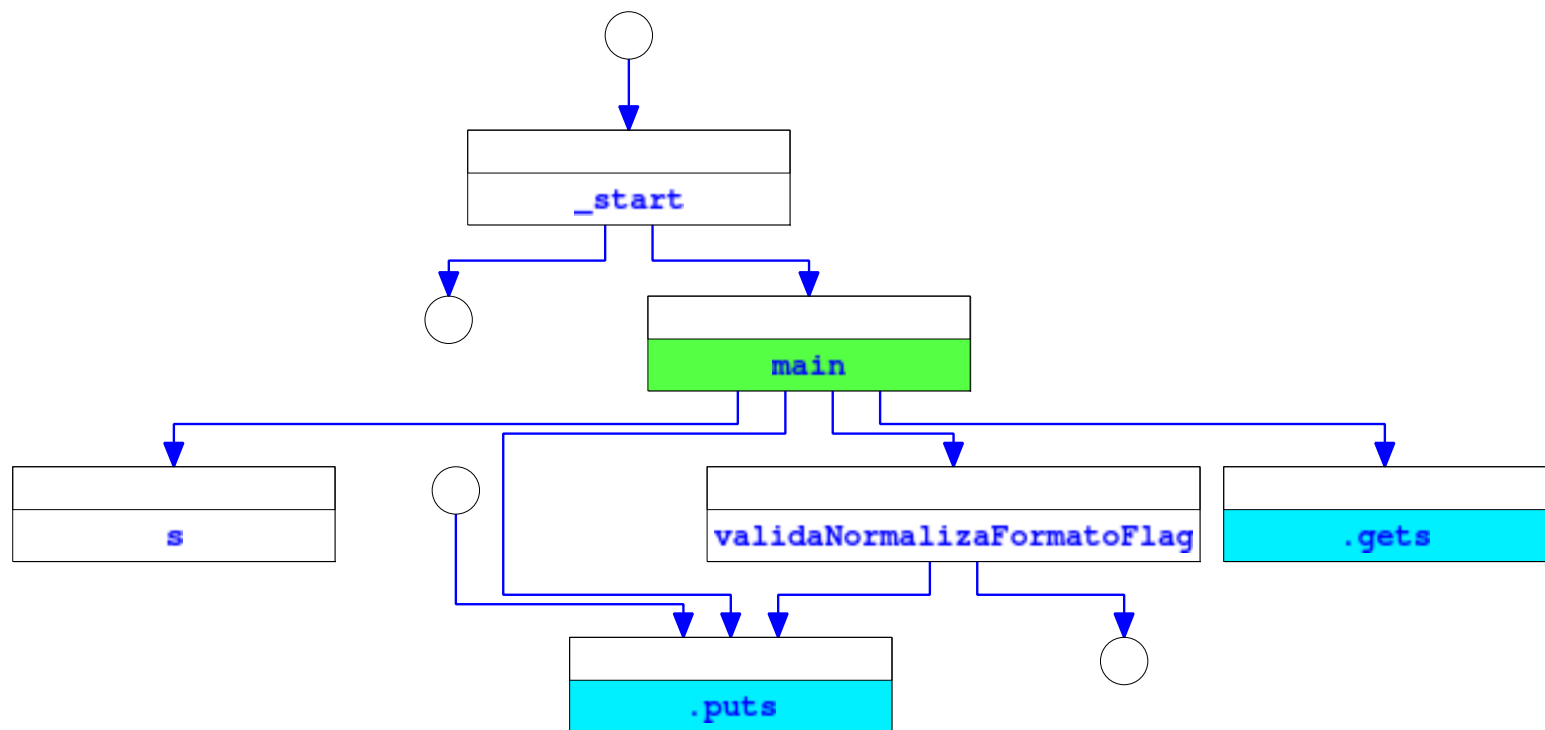 _start
main
s
validaNormalizaFormatoFlag
.gets
.puts